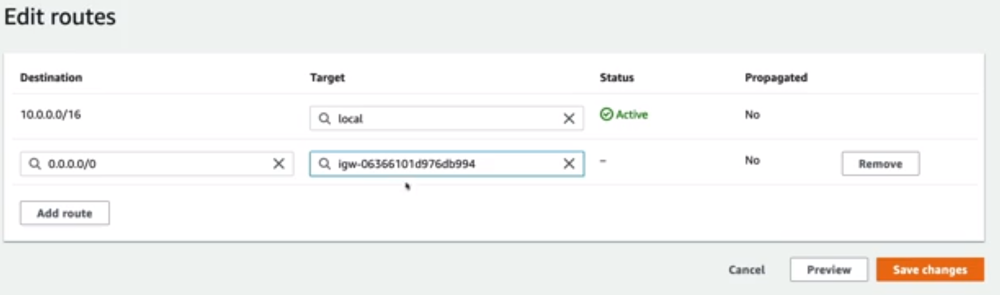 Edit routes
Destination Target Status Propagated
10.0.0.0/16 local Active No
0.0.0.0/0 igw-06366101d976db994 – No Remove
Add route
Cancel Preview Save changes